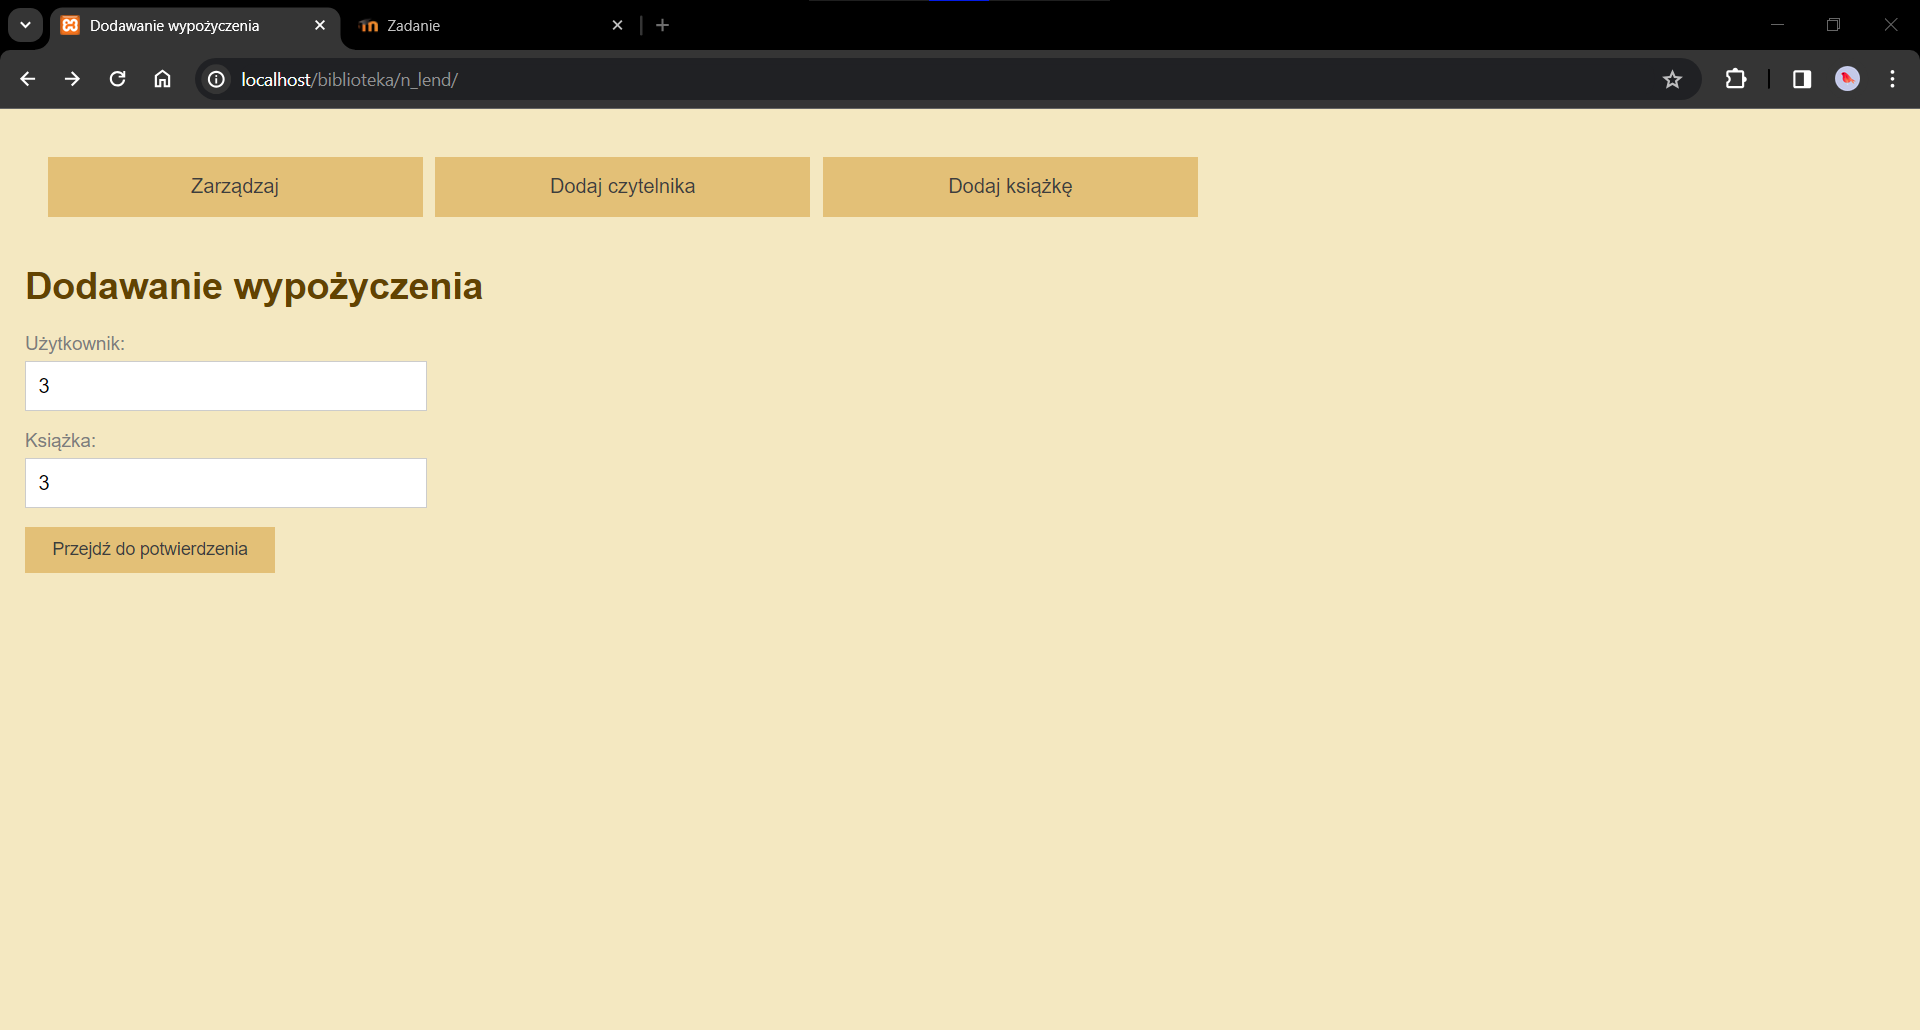 Dodawanie wypożyczenia
Zadanie
localhost/biblioteka/n_lend/
Zarządzaj
Dodaj czytelnika
Dodaj książkę
Dodawanie wypożyczenia
Użytkownik:
3
Książka:
3
Przejdź do potwierdzenia